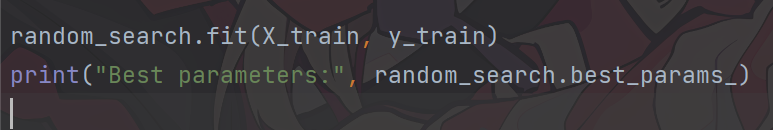 random_search.fit(X_train, y_train)
print("Best parameters:", random_search.best_params_)